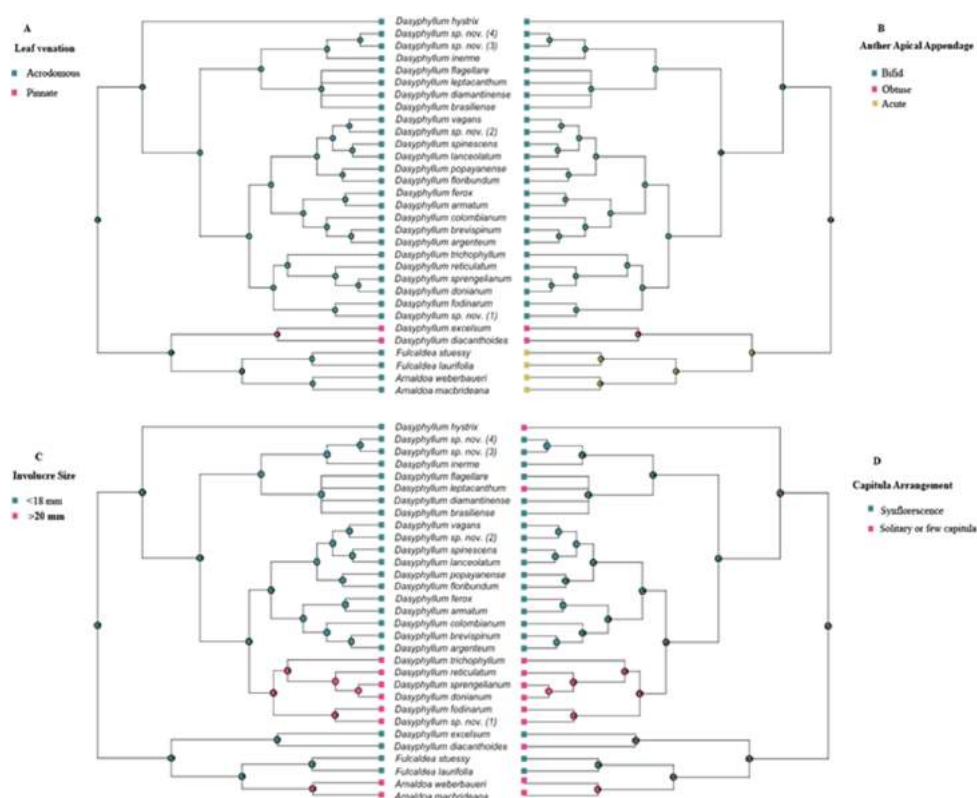 A
Leaf venation
Acrodomous
Pinnate
B
Anther Apical Appendage
Bifid
Obtuse
Acute
Dasyphyllum hystrix
Dasyphyllum sp. nov. (4)
Dasyphyllum sp. nov. (3)
Dasyphyllum inerme
Dasyphyllum flagellare
Dasyphyllum leptacanthum
Dasyphyllum diamantinense
Dasyphyllum brasiliense
Dasyphyllum vagans
Dasyphyllum sp. nov. (2)
Dasyphyllum spinescens
Dasyphyllum lanceolatum
Dasyphyllum popayanense
Dasyphyllum floribundum
Dasyphyllum ferox
Dasyphyllum armatum
Dasyphyllum colombianum
Dasyphyllum brevispinum
Dasyphyllum argenteum
Dasyphyllum trichophyllum
Dasyphyllum reticulatum
Dasyphyllum sprengelianum
Dasyphyllum donianum
Dasyphyllum fodinarum
Dasyphyllum sp. nov. (1)
Dasyphyllum excelsum
Dasyphyllum diacanthoides
Fulcaldea stuessy
Fulcaldea laurifolia
Arnaldoa weberbaueri
Arnaldoa macbrideana
C
Involucre Size
<18 mm
>20 mm
D
Capitula Arrangement
Synflorescence
Solitary or few capitula
Dasyphyllum hystrix
Dasyphyllum sp. nov. (4)
Dasyphyllum sp. nov. (3)
Dasyphyllum inerme
Dasyphyllum flagellare
Dasyphyllum leptacanthum
Dasyphyllum diamantinense
Dasyphyllum brasiliense
Dasyphyllum vagans
Dasyphyllum sp. nov. (2)
Dasyphyllum spinescens
Dasyphyllum lanceolatum
Dasyphyllum popayanense
Dasyphyllum floribundum
Dasyphyllum ferox
Dasyphyllum armatum
Dasyphyllum colombianum
Dasyphyllum brevispinum
Dasyphyllum argenteum
Dasyphyllum trichophyllum
Dasyphyllum reticulatum
Dasyphyllum sprengelianum
Dasyphyllum donianum
Dasyphyllum fodinarum
Dasyphyllum sp. nov. (1)
Dasyphyllum excelsum
Dasyphyllum diacanthoides
Fulcaldea stuessy
Fulcaldea laurifolia
Arnaldoa weberbaueri
Arnaldoa macbrideana